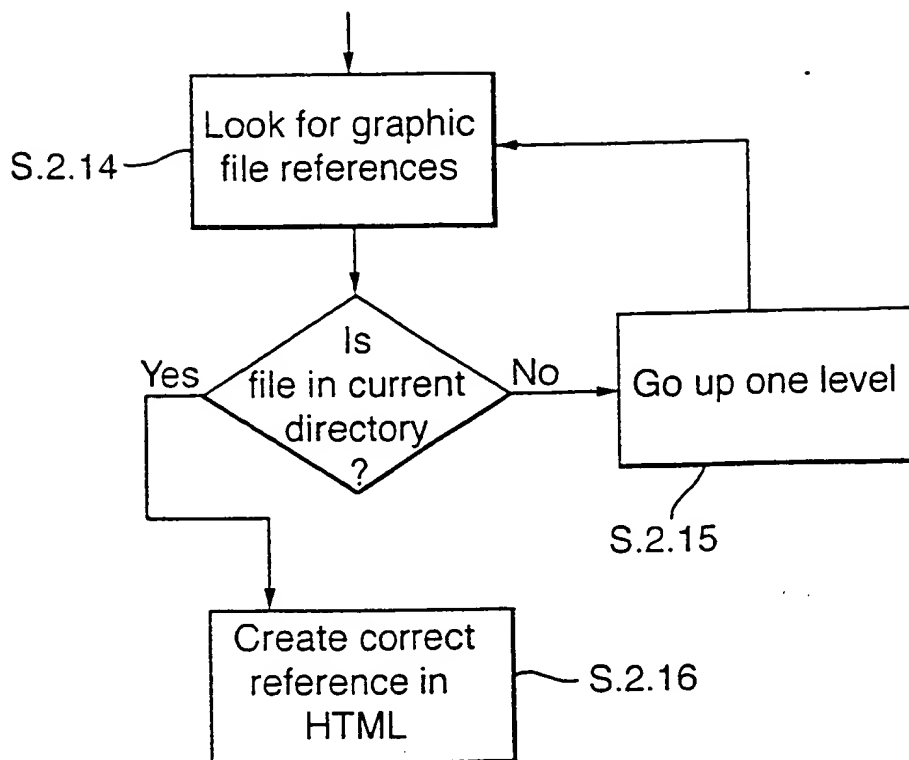 Look for graphic
file references
S.2.14
Is
file in current
directory
?
Yes
No
Go up one level
S.2.15
Create correct
reference in
HTML
S.2.16